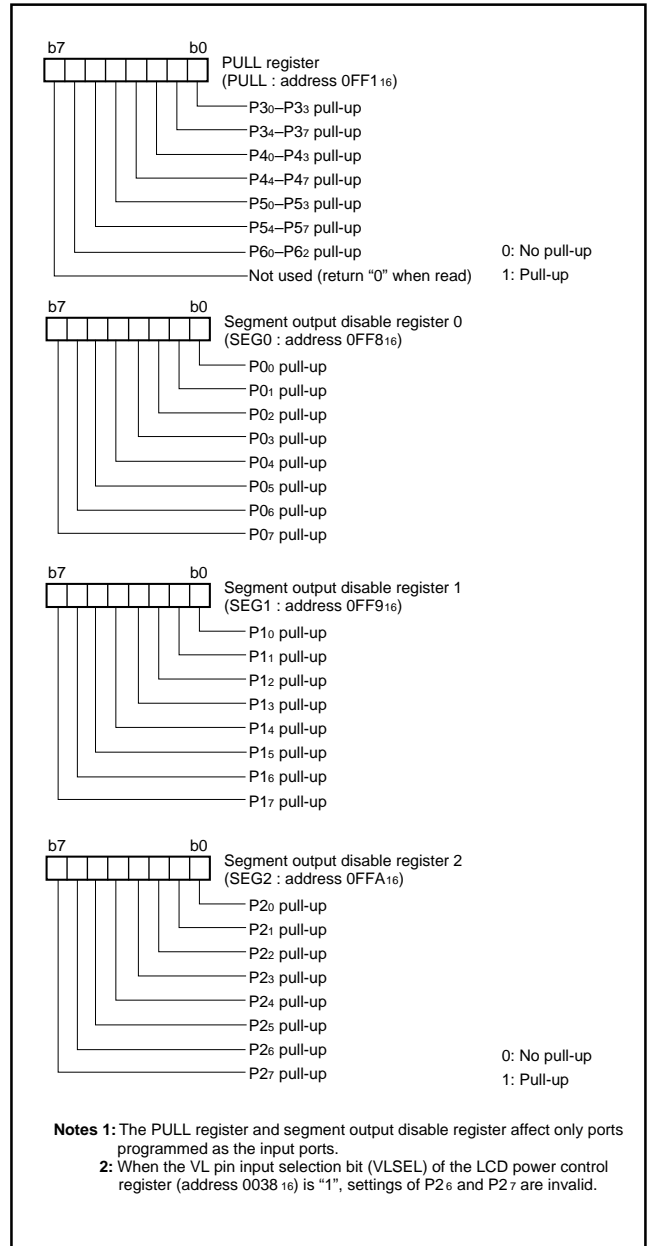 b7 b0
PULL register
(PULL : address 0FF116)
P30–P33 pull-up
P34–P37 pull-up
P40–P43 pull-up
P44–P47 pull-up
P50–P53 pull-up
P54–P57 pull-up
P60–P62 pull-up
Not used (return “0” when read)
0: No pull-up
1: Pull-up
b7 b0
Segment output disable register 0
(SEG0 : address 0FF816)
P00 pull-up
P01 pull-up
P02 pull-up
P03 pull-up
P04 pull-up
P05 pull-up
P06 pull-up
P07 pull-up
b7 b0
Segment output disable register 1
(SEG1 : address 0FF916)
P10 pull-up
P11 pull-up
P12 pull-up
P13 pull-up
P14 pull-up
P15 pull-up
P16 pull-up
P17 pull-up
b7 b0
Segment output disable register 2
(SEG2 : address 0FFA16)
P20 pull-up
P21 pull-up
P22 pull-up
P23 pull-up
P24 pull-up
P25 pull-up
P26 pull-up
P27 pull-up
0: No pull-up
1: Pull-up
Notes 1: The PULL register and segment output disable register affect only ports
programmed as the input ports.
2: When the VL pin input selection bit (VLSEL) of the LCD power control
register (address 0038 16) is “1”, settings of P2 6 and P2 7 are invalid.